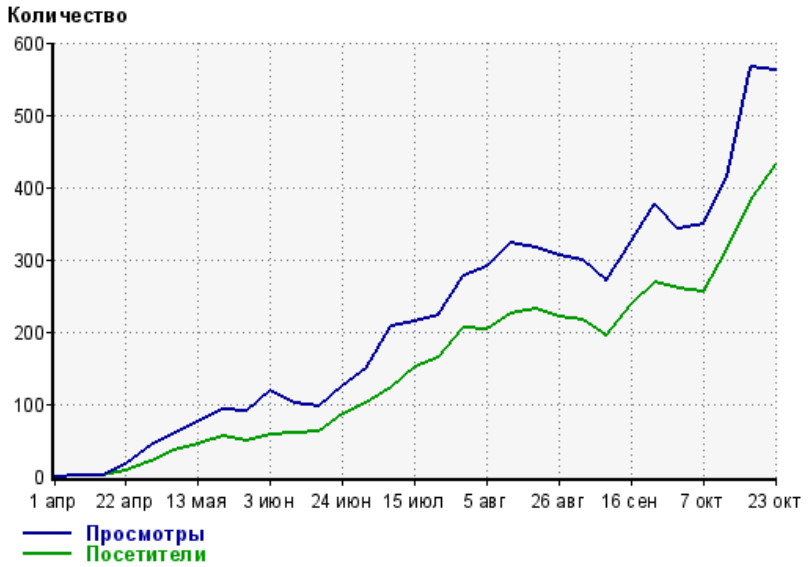 Количество
600
500
400
300
200
100
0
1 апр 22 апр 13 мая 3 июн 24 июн 15 июл 5 авг 26 авг 16 сен 7 окт 23 окт
Просмотры
Посетители